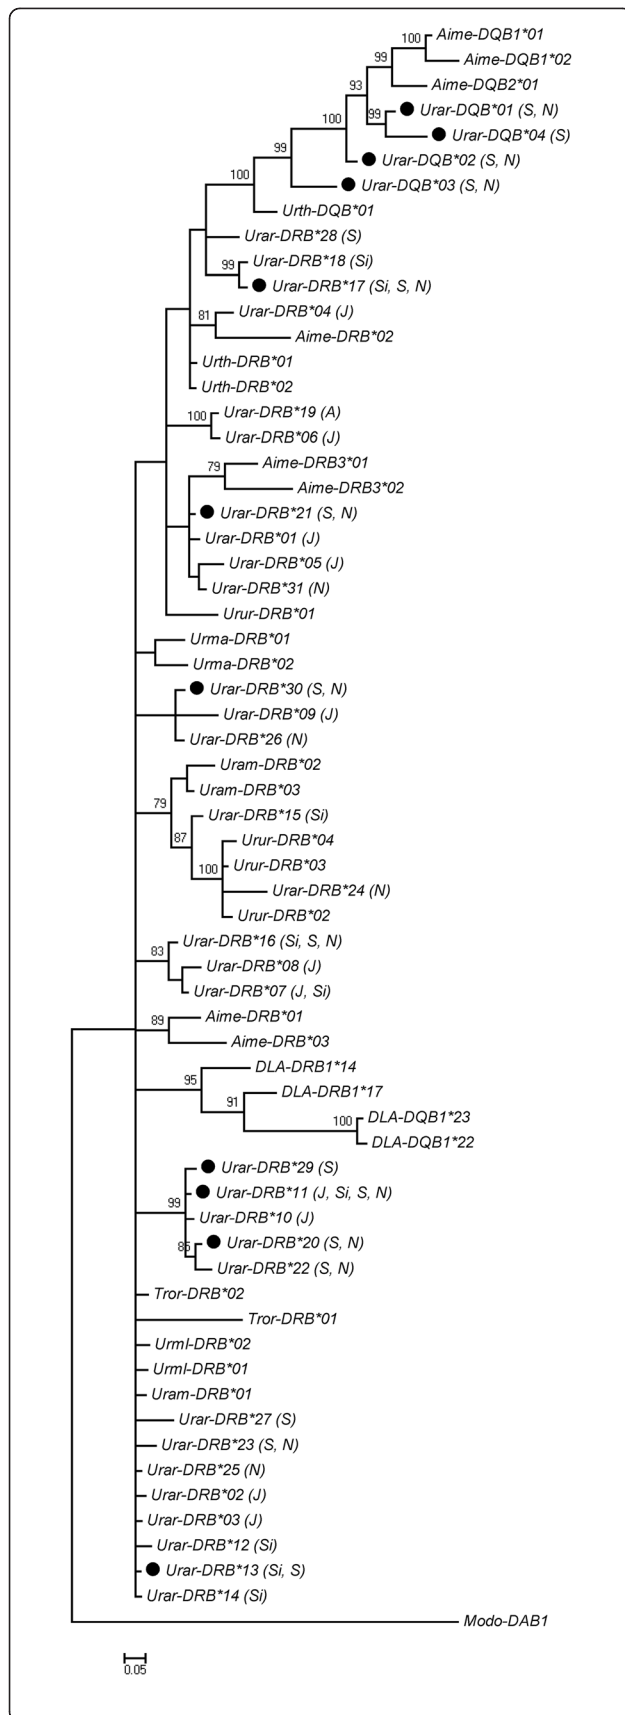 100
Aime-DQB1*01
99
Aime-DQB1*02
93
Aime-DQB2*01
99
Urar-DQB*01 (S, N)
100
Urar-DQB*04 (S)
99
Urar-DQB*02 (S, N)
100
Urar-DQB*03 (S, N)
Urth-DQB*01
Urar-DRB*28 (S)
99
Urar-DRB*18 (Si)
Urar-DRB*17 (Si, S, N)
81
Urar-DRB*04 (J)
Aime-DRB*02
Urth-DRB*01
Urth-DRB*02
100
Urar-DRB*19 (A)
Urar-DRB*06 (J)
79
Aime-DRB3*01
Aime-DRB3*02
Urar-DRB*21 (S, N)
Urar-DRB*01 (J)
Urar-DRB*05 (J)
Urar-DRB*31 (N)
Urur-DRB*01
Urma-DRB*01
Urma-DRB*02
Urar-DRB*30 (S, N)
Urar-DRB*09 (J)
Urar-DRB*26 (N)
Uram-DRB*02
79
Uram-DRB*03
Urar-DRB*15 (Si)
87
Urur-DRB*04
100
Urur-DRB*03
Urar-DRB*24 (N)
Urur-DRB*02
83
Urar-DRB*16 (Si, S, N)
Urar-DRB*08 (J)
Urar-DRB*07 (J, Si)
89
Aime-DRB*01
Aime-DRB*03
95
DLA-DRB1*14
91
DLA-DRB1*17
100
DLA-DQB1*23
DLA-DQB1*22
Urar-DRB*29 (S)
99
Urar-DRB*11 (J, Si, S, N)
Urar-DRB*10 (J)
85
Urar-DRB*20 (S, N)
Urar-DRB*22 (S, N)
Tror-DRB*02
Tror-DRB*01
Urml-DRB*02
Urml-DRB*01
Uram-DRB*01
Urar-DRB*27 (S)
Urar-DRB*23 (S, N)
Urar-DRB*25 (N)
Urar-DRB*02 (J)
Urar-DRB*03 (J)
Urar-DRB*12 (Si)
Urar-DRB*13 (Si, S)
Urar-DRB*14 (Si)
Modo-DAB1
0.05